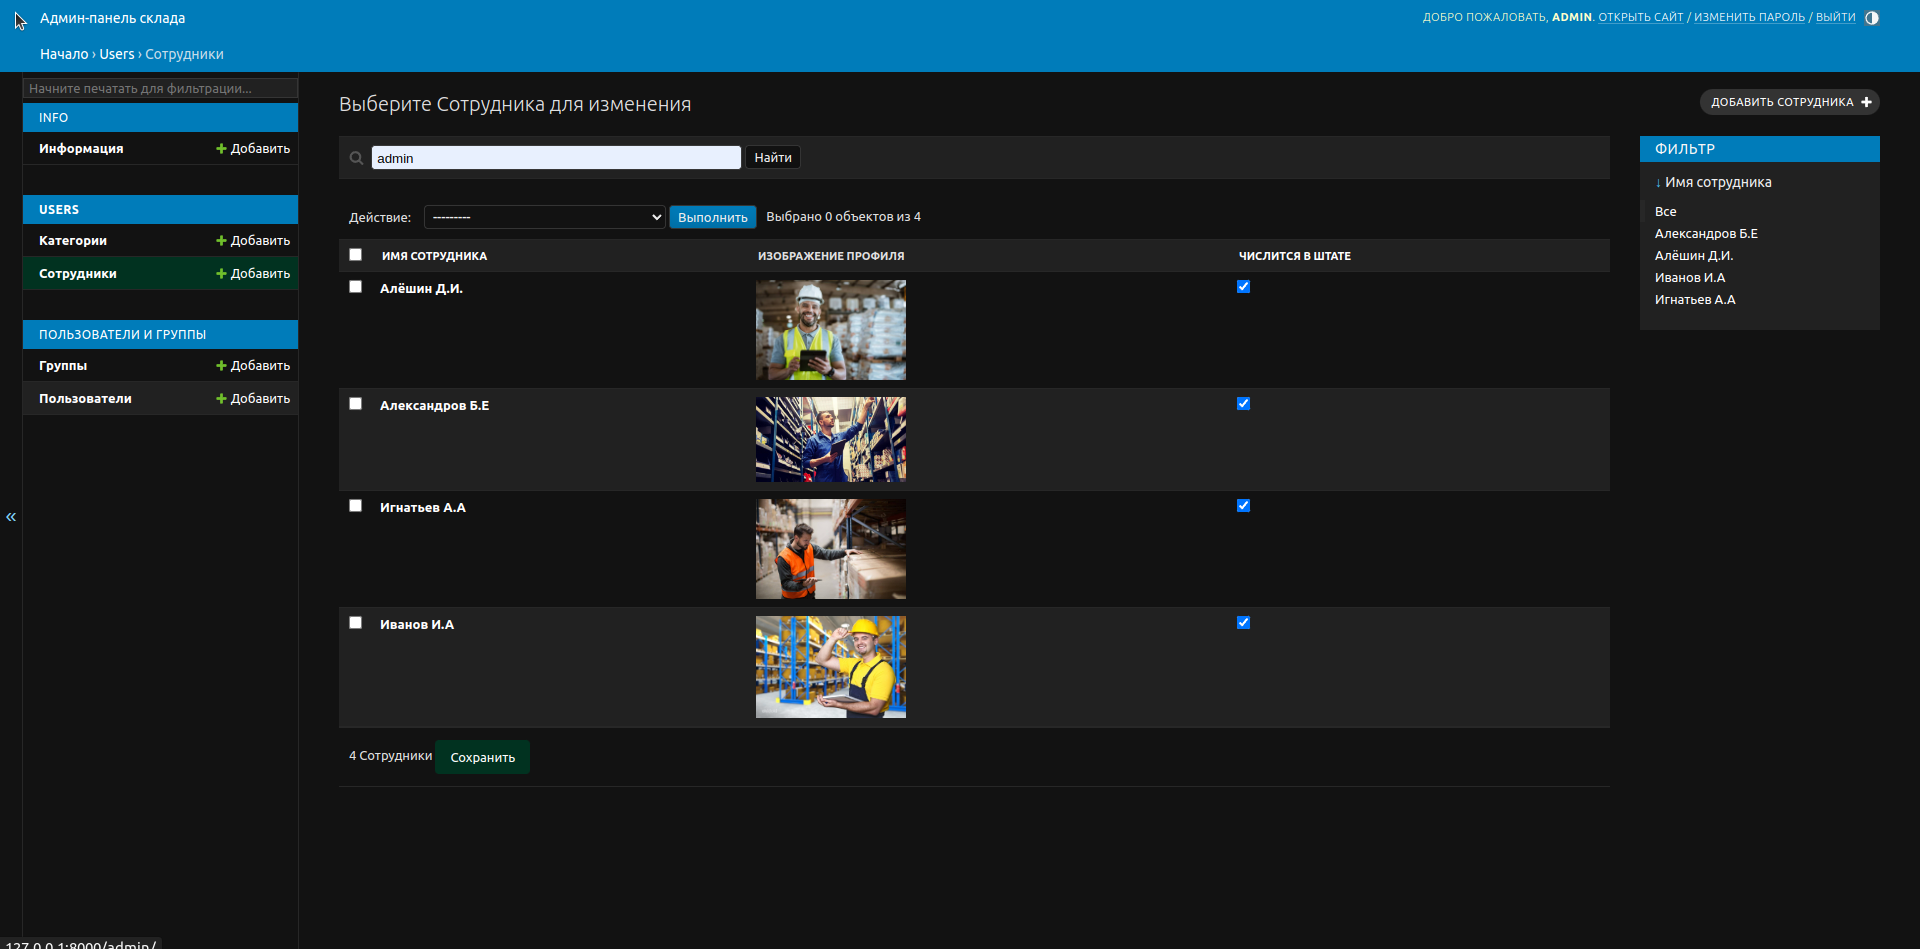 Админ-панель склада
ДОБРО ПОЖАЛОВАТЬ, ADMIN. ОТКРЫТЬ САЙТ / ИЗМЕНИТЬ ПАРОЛЬ / ВЫЙТИ
Начало › Users › Сотрудники
Начните печатать для фильтрации...
INFO
Информация Добавить
USERS
Категории Добавить
Сотрудники Добавить
ПОЛЬЗОВАТЕЛИ И ГРУППЫ
Группы Добавить
Пользователи Добавить
«
Выберите Сотрудника для изменения
ДОБАВИТЬ СОТРУДНИКА +
admin Найти
Действие: --------- Выполнить Выбрано 0 объектов из 4
ИМЯ СОТРУДНИКА ИЗОБРАЖЕНИЕ ПРОФИЛЯ ЧИСЛИТСЯ В ШТАТЕ
Алёшин Д.И.
Александров Б.Е
Игнатьев А.А
Иванов И.А
4 Сотрудники Сохранить
ФИЛЬТР
↓ Имя сотрудника
Все
Александров Б.Е
Алёшин Д.И.
Иванов И.А
Игнатьев А.А
127.0.0.1:8000/admin/